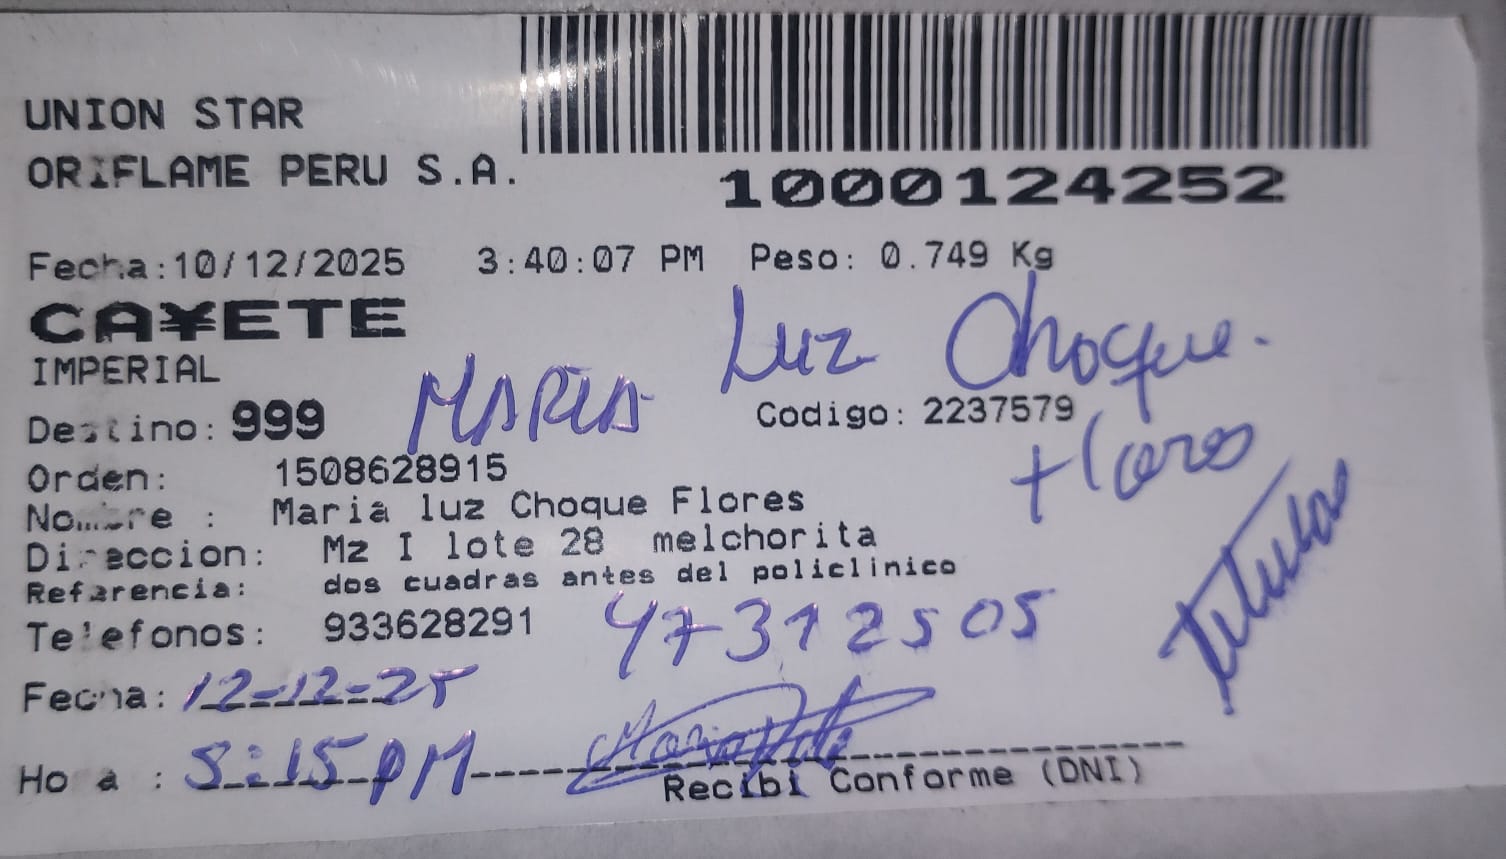 UNION STAR
ORIFLAME PERU S.A.
1000124252
Fecha:10/12/2025 3:40:07 PM Peso: 0.749 Kg
CA¥ETE
IMPERIAL
MARIA Luz Choque.
Flores
Destino: 999 Codigo: 2237579
Orden: 1508628915
Nombre : Maria luz Choque Flores
Direccion: Mz I lote 28 melchorita
Referencia: dos cuadras antes del policlinico
Telefonos: 933628291
47312505
Titular
Fecha: 12-12-25
Hora : 5:15 PM
Recibi Conforme (DNI)